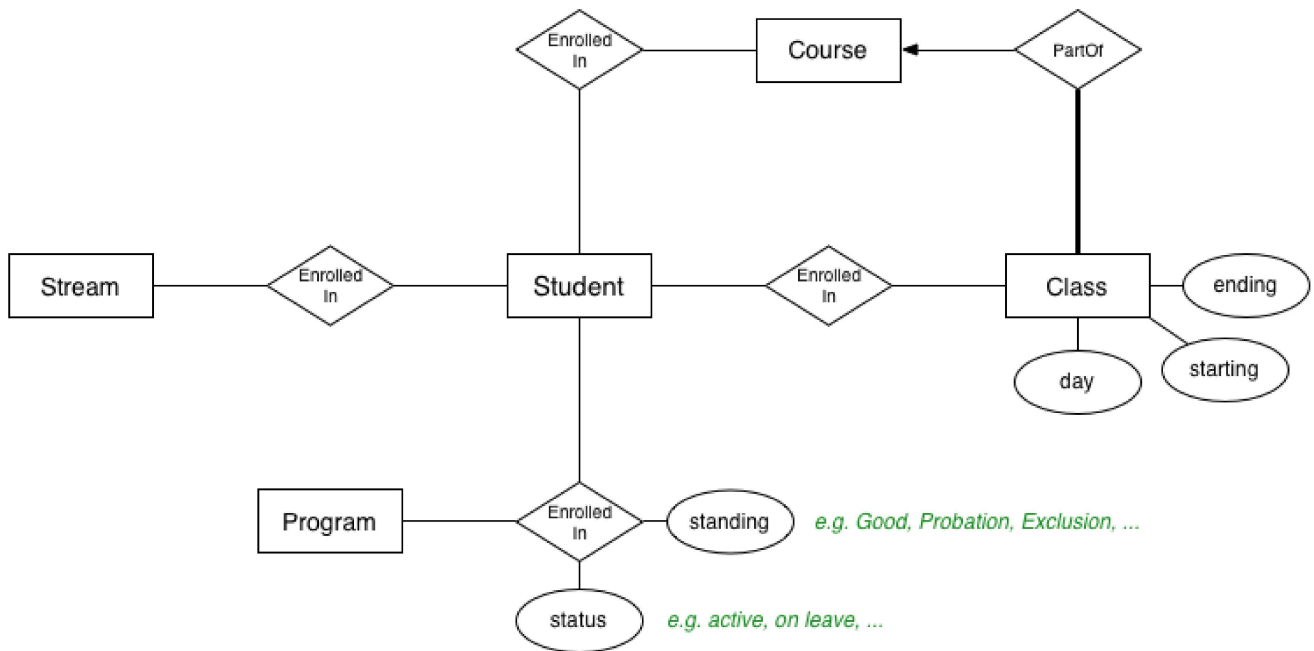 Enrolled
In
Course
PartOf
Stream
Enrolled
In
Student
Enrolled
In
Class
ending
starting
day
Program
Enrolled
In
standing
e.g. Good, Probation, Exclusion, ...
status
e.g. active, on leave, ...